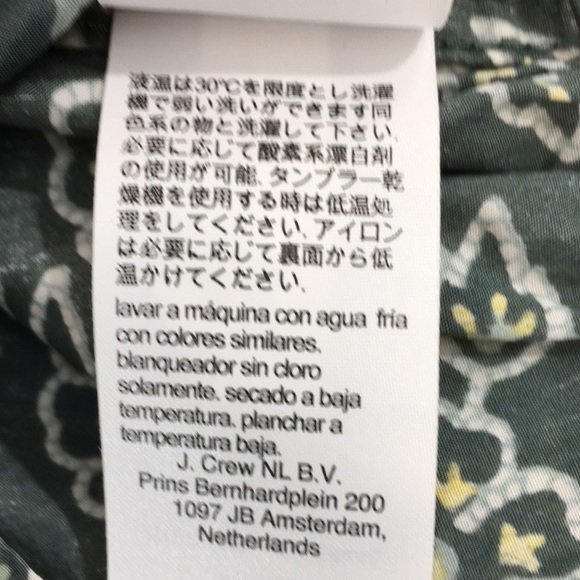 液温は30℃を限度とし洗濯
機で弱い洗いができます同
色系の物と洗濯して下さい.
必要に応じて酸素系漂白剤
の使用が可能. タンブラー乾
燥機を使用する時は低温処
理をしてください. アイロン
は必要に応じて裏面から低
温かけてください.
lavar a máquina con agua fría
con colores similares.
blanqueador sin cloro
solamente. secado a baja
temperatura. planchar a
temperatura baja.
J. Crew NL B.V.
Prins Bernhardplein 200
1097 JB Amsterdam,
Netherlands